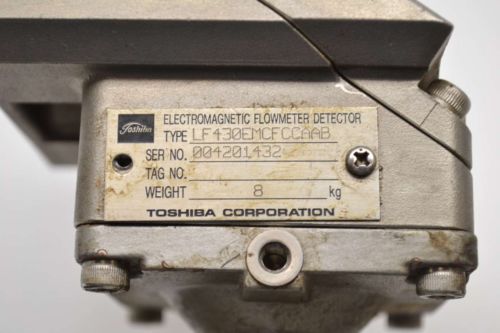 Toshiba
ELECTROMAGNETIC FLOWMETER DETECTOR
TYPE LF430EMCFCCAAB
SER NO. 004201432
TAG NO.
WEIGHT 8 kg
TOSHIBA CORPORATION